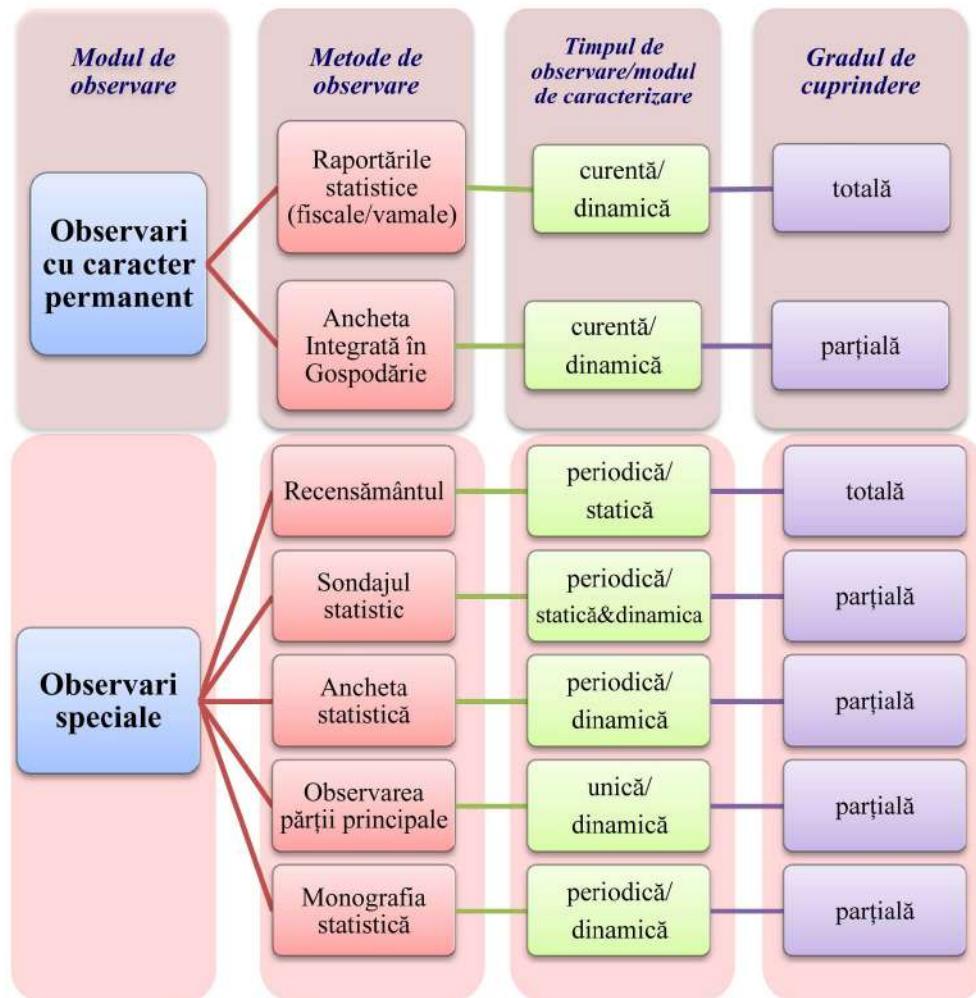 Modul de
observare
Metode de
observare
Timpul de
observare/modul
de caracterizare
Gradul de
cuprindere
Observari
cu caracter
permanent
Raportările
statistice
(fiscale/vamale)
curentă/
dinamică
totală
Ancheta
Integrată în
Gospodărie
curentă/
dinamică
parțială
Observari
speciale
Recensământul
periodică/
statică
totală
Sondajul
statistic
periodică/
statică&dinamica
parțială
Ancheta
statistică
periodică/
dinamică
parțială
Observarea
părții principale
unică/
dinamică
parțială
Monografia
statistică
periodică/
dinamică
parțială